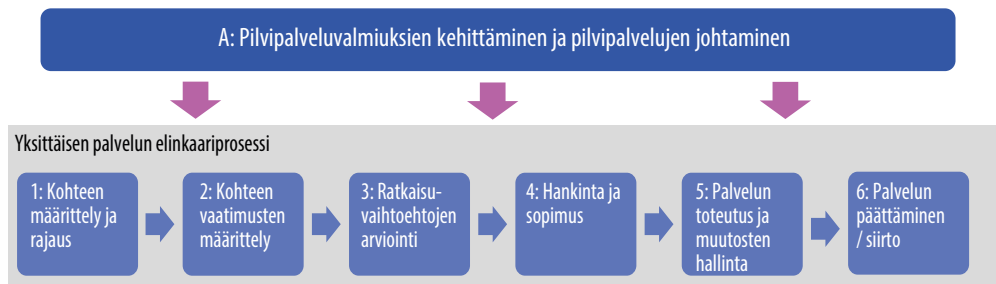 A: Pilvipalveluvalmiuksien kehittäminen ja pilvipalvelujen johtaminen
Yksittäisen palvelun elinkaariprosessi
1: Kohteen
määrittely ja
rajaus
2: Kohteen
vaatimusten
määrittely
3: Ratkaisu-
vaihtoehtojen
arviointi
4: Hankinta ja
sopimus
5: Palvelun
toteutus ja
muutosten
hallinta
6: Palvelun
päättäminen
/ siirto